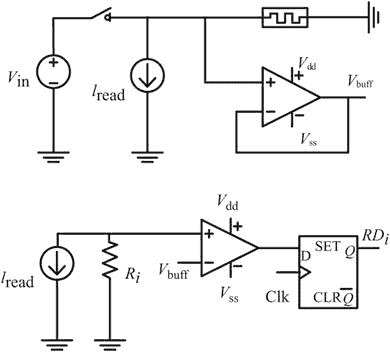 V_dd
V_in
+
−
I_read
+
−
+
−
V_buff
V_ss
V_dd
+
SET
RD_i
D
Q
+
−
I_read
R_i
V_buff
−
V_ss
Clk
CLR Q̅